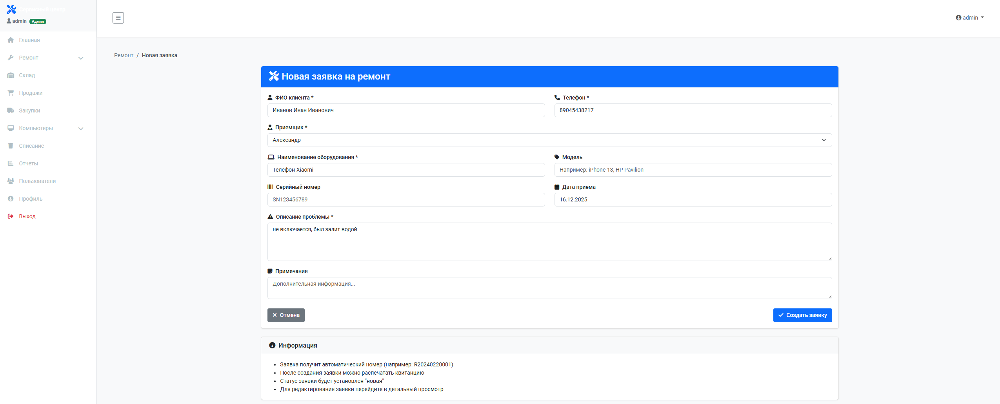 Сервисный центр
admin Админ
Главная
Ремонт
Склад
Продажи
Закупки
Компьютеры
Списание
Отчеты
Пользователи
Профиль
Выход
admin
Ремонт / Новая заявка
Новая заявка на ремонт
ФИО клиента *
Иванов Иван Иванович
Телефон *
89045438217
Приемщик *
Александр
Наименование оборудования *
Телефон Xiaomi
Модель
Например: iPhone 13, HP Pavilion
Серийный номер
SN123456789
Дата приема
16.12.2025
Описание проблемы *
не включается, был залит водой
Примечания
Дополнительная информация...
Отмена
Создать заявку
Информация
• Заявка получит автоматический номер (например: R20240220001)
• После создания заявки можно распечатать квитанцию
• Статус заявки будет установлен "новая"
• Для редактирования заявки перейдите в детальный просмотр